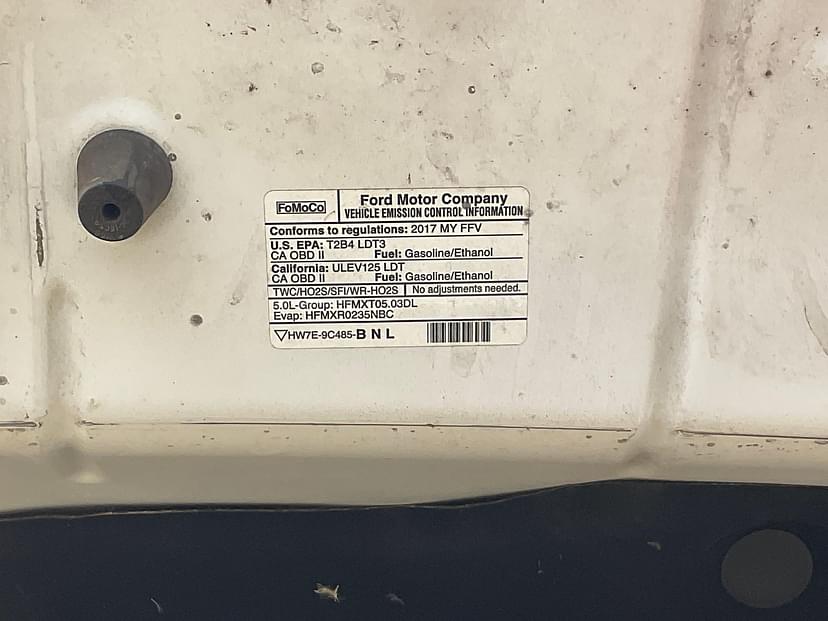 FoMoCo
Ford Motor Company
VEHICLE EMISSION CONTROL INFORMATION
Conforms to regulations: 2017 MY FFV
U.S. EPA: T2B4 LDT3
CA OBD II Fuel: Gasoline/Ethanol
California: ULEV125 LDT
CA OBD II Fuel: Gasoline/Ethanol
TWC/HO2S/SFI/WR-HO2S No adjustments needed.
5.0L-Group: HFMXT05.03DL
Evap: HFMXR0235NBC
HW7E-9C485-B N L